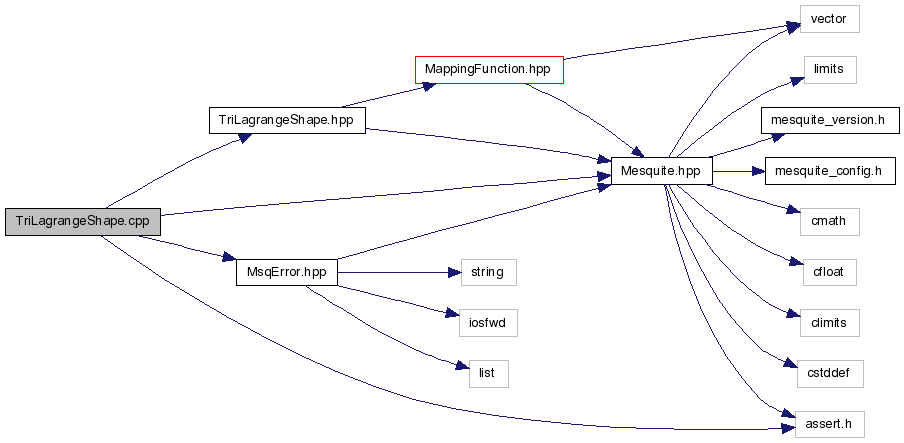 vector
MappingFunction.hpp
limits
TriLagrangeShape.hpp
mesquite_version.h
Mesquite.hpp
mesquite_config.h
TriLagrangeShape.cpp
cmath
MsqError.hpp
string
cfloat
iosfwd
climits
list
cstddef
assert.h